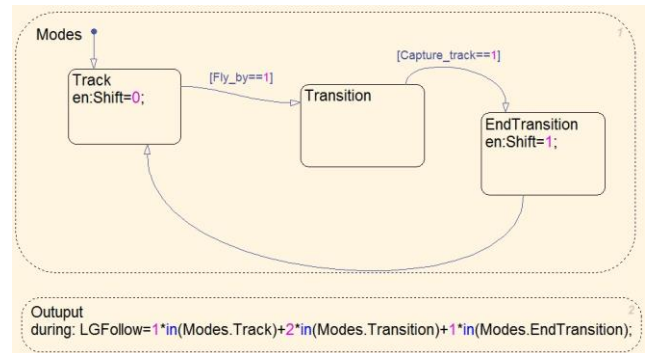 Modes
1
Track
en:Shift=0;
[Fly_by==1]
Transition
[Capture_track==1]
EndTransition
en:Shift=1;
Outuput
2
during: LGFollow=1*in(Modes.Track)+2*in(Modes.Transition)+1*in(Modes.EndTransition);